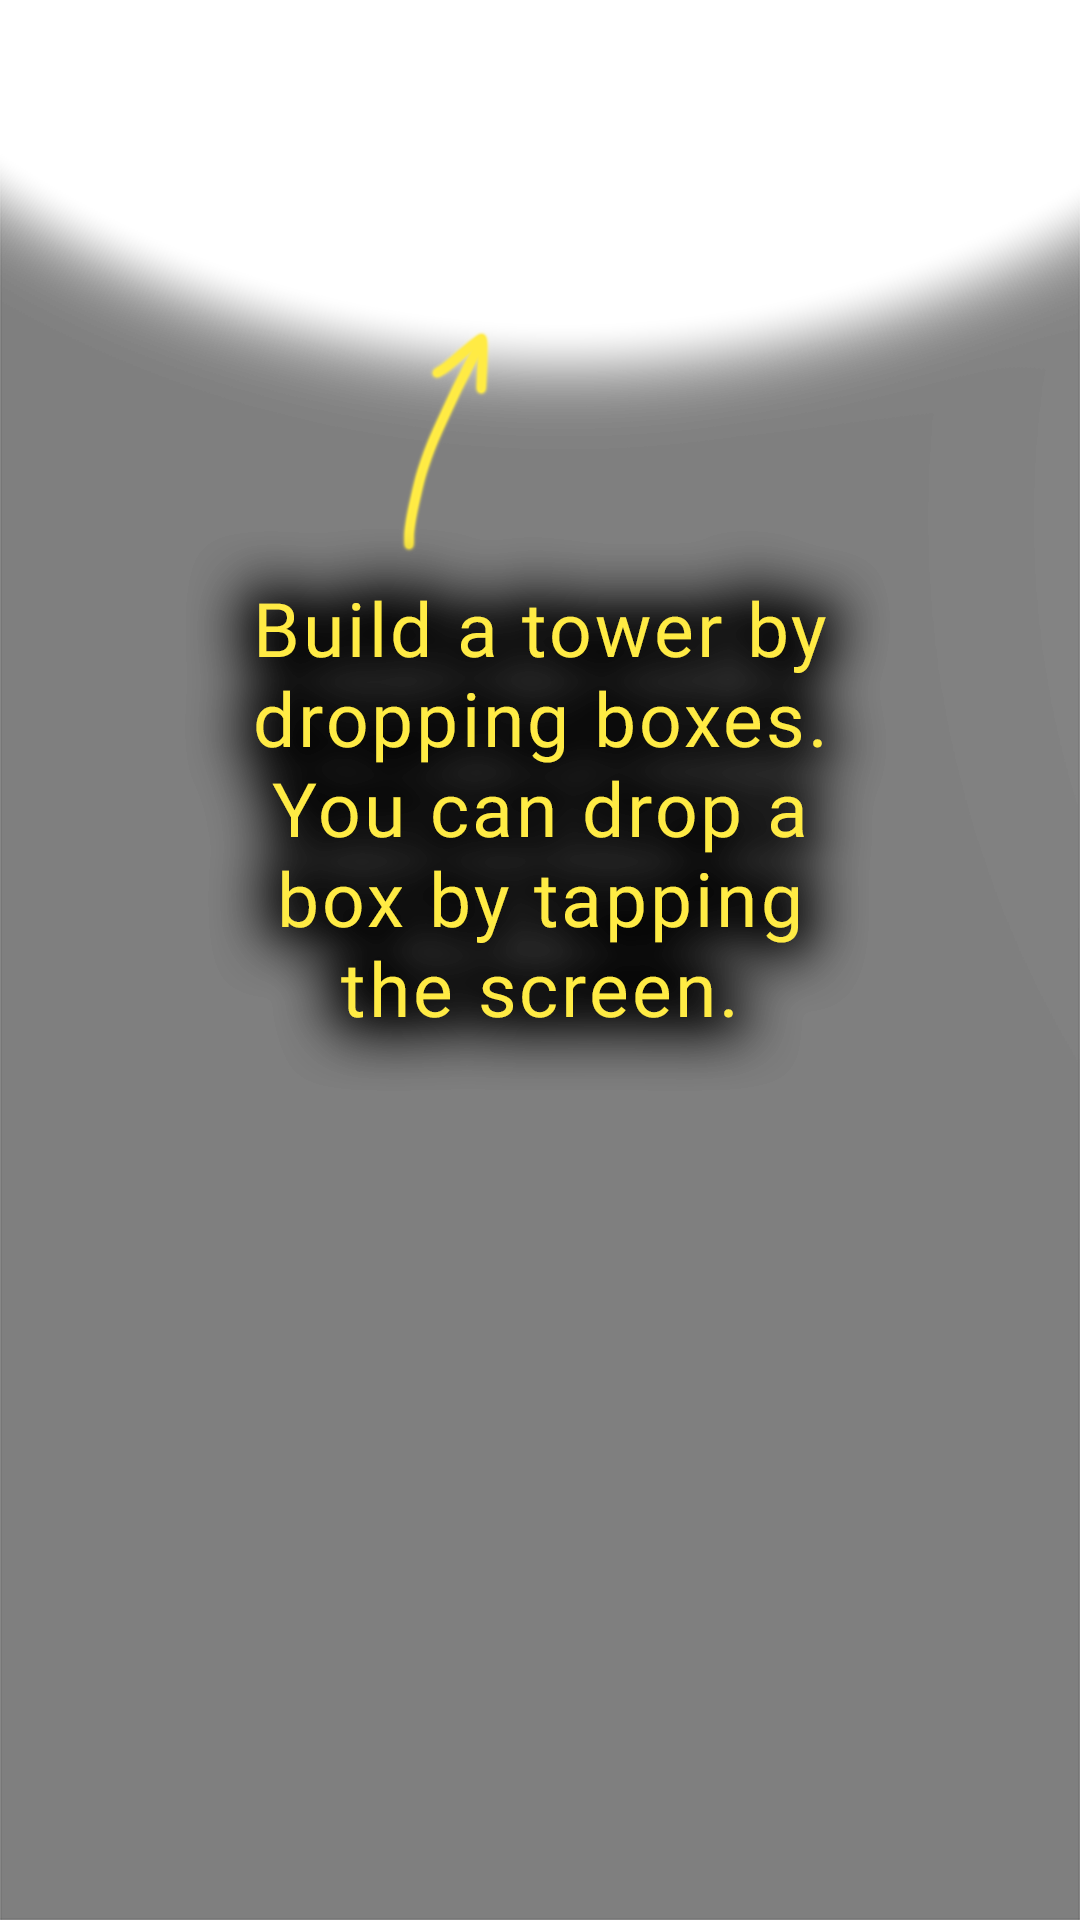 Build a tower by
dropping boxes.
You can drop a
box by tapping
the screen.